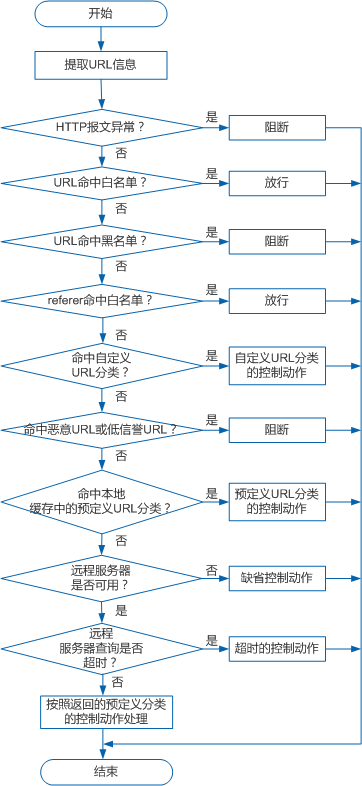 开始
提取URL信息
HTTP报文异常？
是
阻断
否
URL命中白名单？
是
放行
否
URL命中黑名单？
是
阻断
否
referer命中白名单？
是
放行
否
命中自定义
URL分类？
是
自定义URL分类
的控制动作
否
命中恶意URL或低信誉URL？
是
阻断
否
命中本地
缓存中的预定义URL分类？
是
预定义URL分类
的控制动作
否
远程服务器
是否可用？
否
缺省控制动作
是
远程
服务器查询是否
超时？
是
超时的控制动作
否
按照返回的预定义分类
的控制动作处理
结束